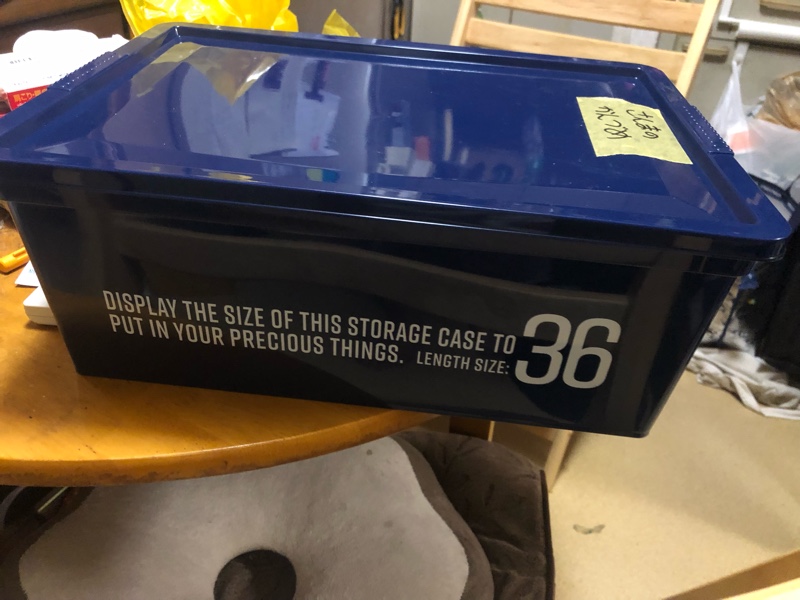 DISPLAY THE SIZE OF THIS STORAGE CASE TO
PUT IN YOUR PRECIOUS THINGS. LENGTH SIZE: 36